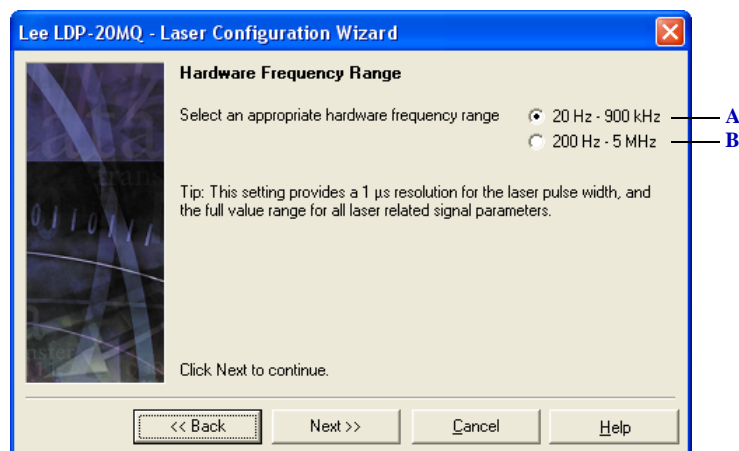 Lee LDP-20MQ - Laser Configuration Wizard
Hardware Frequency Range
Select an appropriate hardware frequency range
20 Hz - 900 kHz
A
200 Hz - 5 MHz
B
Tip: This setting provides a 1 µs resolution for the laser pulse width, and
the full value range for all laser related signal parameters.
Click Next to continue.
<< Back
Next >>
Cancel
Help